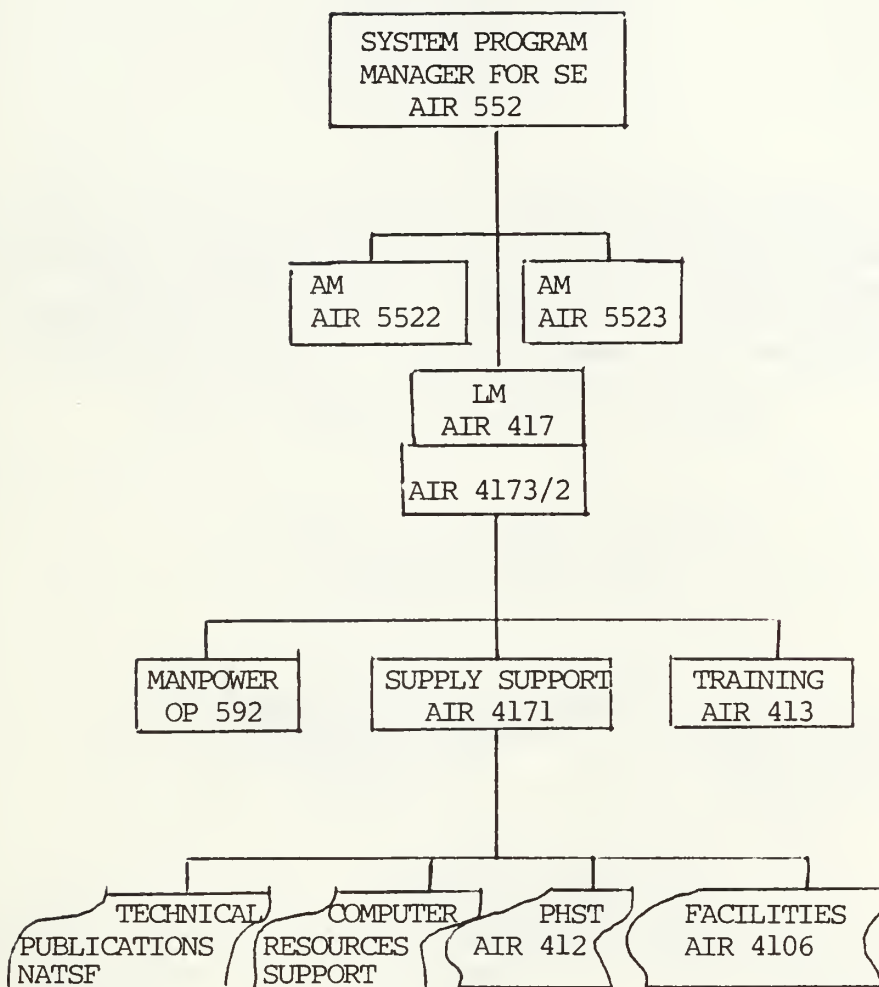 SYSTEM PROGRAM
MANAGER FOR SE
AIR 552
AM
AIR 5522
AM
AIR 5523
LM
AIR 417
AIR 4173/2
MANPOWER
OP 592
SUPPLY SUPPORT
AIR 4171
TRAINING
AIR 413
TECHNICAL
PUBLICATIONS
NATSF
COMPUTER
RESOURCES
SUPPORT
PHST
AIR 412
FACILITIES
AIR 4106